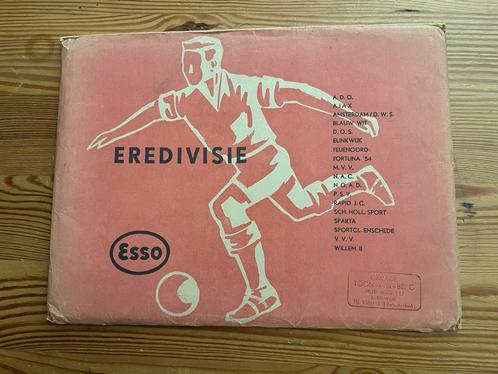 EREDIVISIE
A.D.O.
AJAX
AMSTERDAM/D.W.S.
BLAUW WIT
D.O.S.
ELINKWIJK
FEIJENOORD
FORTUNA '54
M.V.V.
N.A.C.
N.O.A.D.
P.S.V.
RAPID J.C.
SCH. HOLL. SPORT
SPARTA
SPORTCL. ENSCHEDE
V.V.V.
WILLEM II
Esso
GARAGE
TOON